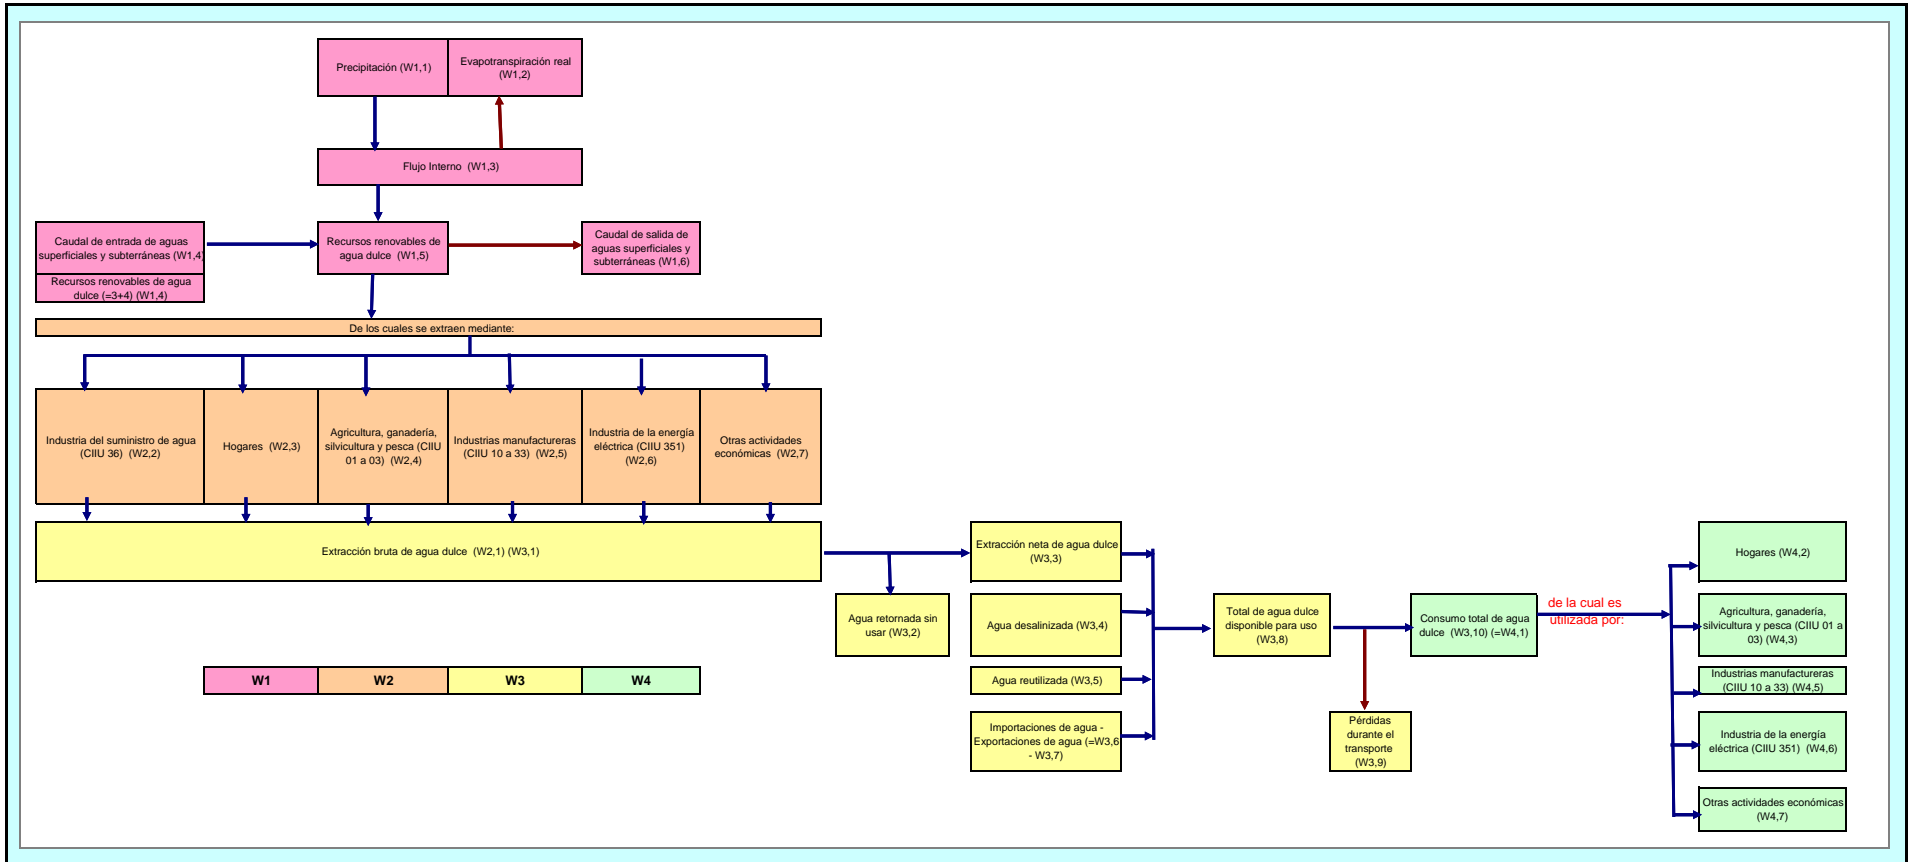 Precipitación (W1,1)
Evapotranspiración real
(W1,2)
Flujo Interno  (W1,3)
Caudal de entrada de aguas
superficiales y subterráneas (W1,4)
Recursos renovables de agua
dulce (=3+4) (W1,4)
Recursos renovables de
agua dulce  (W1,5)
Caudal de salida de
aguas superficiales y
subterráneas (W1,6)
De los cuales se extraen mediante:
Industria del suministro de agua
(CIIU 36)  (W2,2)
Hogares  (W2,3)
Agricultura, ganadería,
silvicultura y pesca (CIIU
01 a 03)  (W2,4)
Industrias manufactureras
(CIIU 10 a 33)  (W2,5)
Industria de la energía
eléctrica (CIIU 351)
(W2,6)
Otras actividades
económicas  (W2,7)
Extracción bruta de agua dulce  (W2,1) (W3,1)
Agua retornada sin
usar (W3,2)
Extracción neta de agua dulce
(W3,3)
Agua desalinizada (W3,4)
Agua reutilizada (W3,5)
Importaciones de agua -
Exportaciones de agua (=W3,6
- W3,7)
Total de agua dulce
disponible para uso
(W3,8)
Pérdidas
durante el
transporte
(W3,9)
Consumo total de agua
dulce  (W3,10) (=W4,1)
de la cual es
utilizada por:
Hogares (W4,2)
Agricultura, ganadería,
silvicultura y pesca (CIIU 01 a
03) (W4,3)
Industrias manufactureras
(CIIU 10 a 33) (W4,5)
Industria de la energía
eléctrica (CIIU 351)  (W4,6)
Otras actividades económicas
(W4,7)
W1
W2
W3
W4